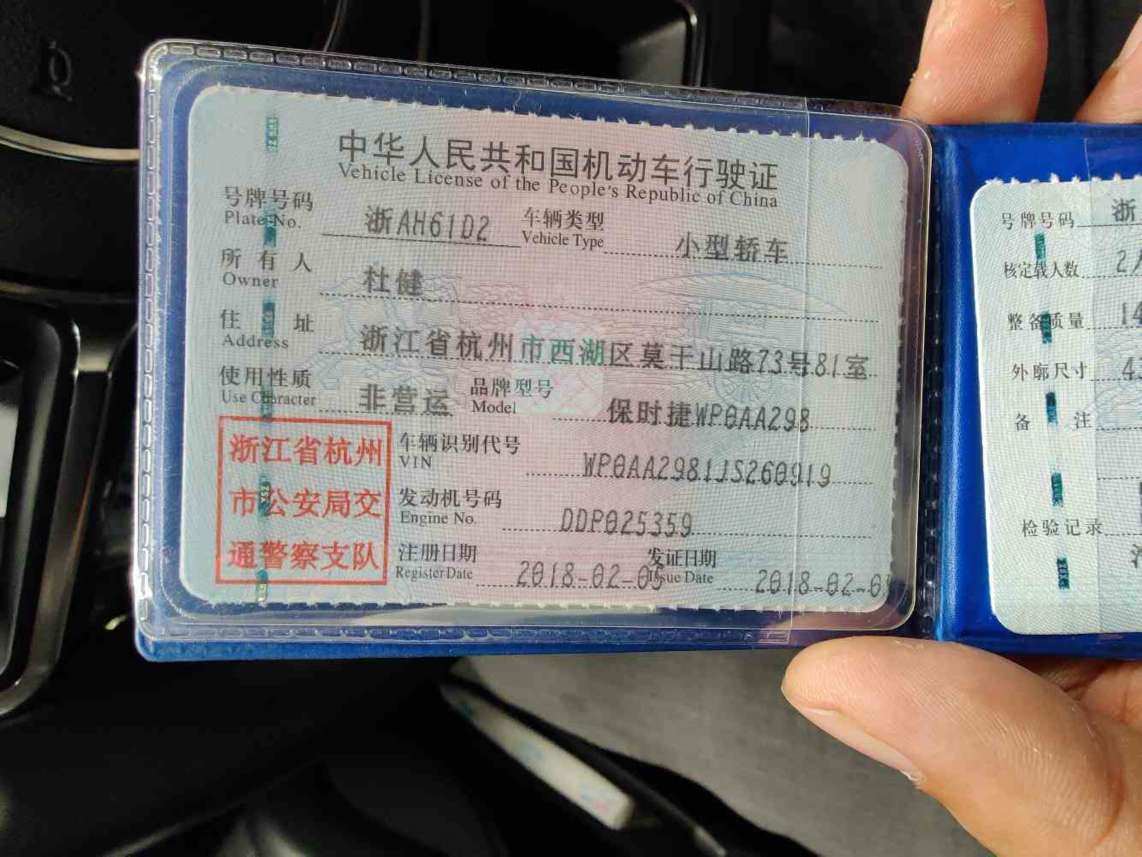 中华人民共和国机动车行驶证
Vehicle License of the People's Republic of China
号牌号码 浙AH61D2 车辆类型 小型轿车
Plate No. Vehicle Type
所有人 杜健
Owner
住址 浙江省杭州市西湖区莫干山路73号81室
Address
使用性质 非营运 品牌型号 保时捷WP0AA298
Use Character Model
浙江省杭州
市公安局交
通警察支队
车辆识别代号 WP0AA2981JS260919
VIN
发动机号码 DDP025359
Engine No.
注册日期 2018-02-05 发证日期 2018-02-0
Register Date Issue Date
号牌号码 浙
核定载人数 2
整备质量 14
外廓尺寸 4
备注
检验记录